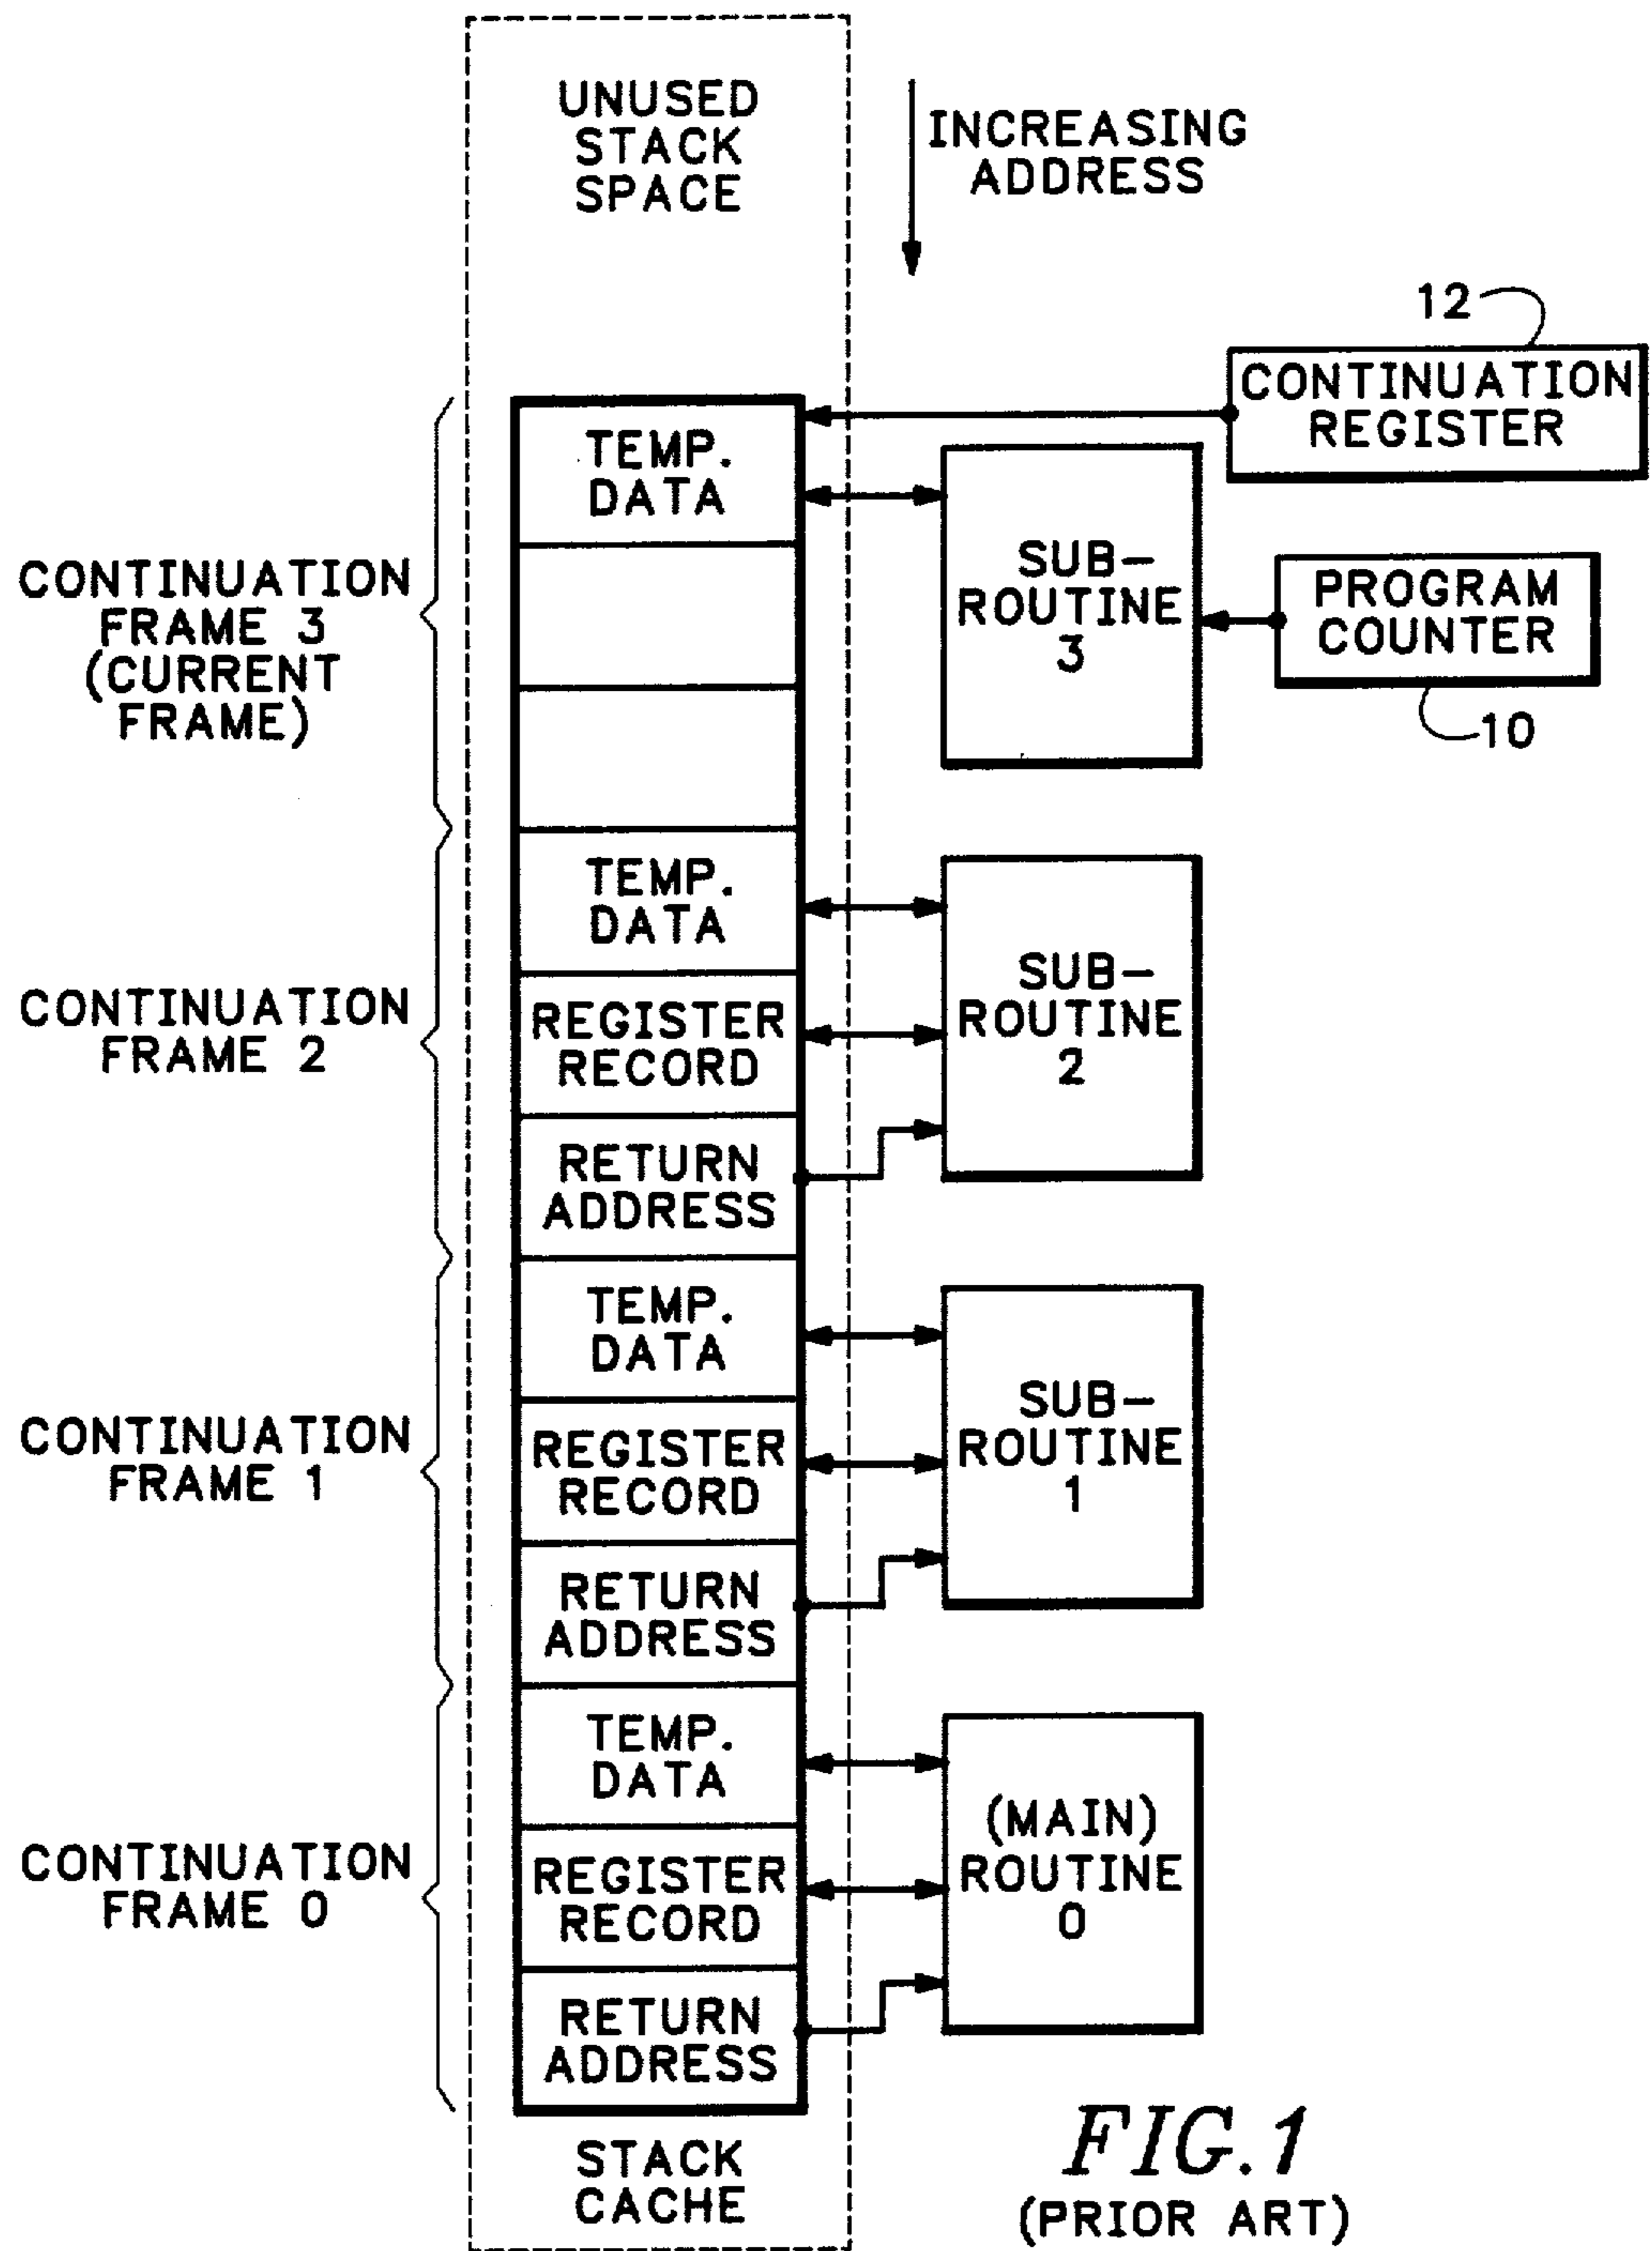 UNUSED
STACK
SPACE
INCREASING
ADDRESS
12
CONTINUATION
REGISTER
TEMP.
DATA
CONTINUATION
FRAME 3
(CURRENT
FRAME)
SUB-
ROUTINE
3
PROGRAM
COUNTER
10
TEMP.
DATA
CONTINUATION
FRAME 2
REGISTER
RECORD
SUB-
ROUTINE
2
RETURN
ADDRESS
TEMP.
DATA
CONTINUATION
FRAME 1
REGISTER
RECORD
SUB-
ROUTINE
1
RETURN
ADDRESS
TEMP.
DATA
CONTINUATION
FRAME 0
REGISTER
RECORD
(MAIN)
ROUTINE
0
RETURN
ADDRESS
STACK
CACHE
FIG.1
(PRIOR ART)